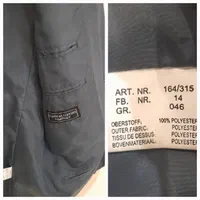 ART. NR. 164/315
FB. NR. 14
GR. 046
OBERSTOFF: 100% POLYESTER
OUTER FABRIC: POLYESTER
TISSU DE DESSUS: POLYESTER
BOVENMATERIAAL: POLYESTER